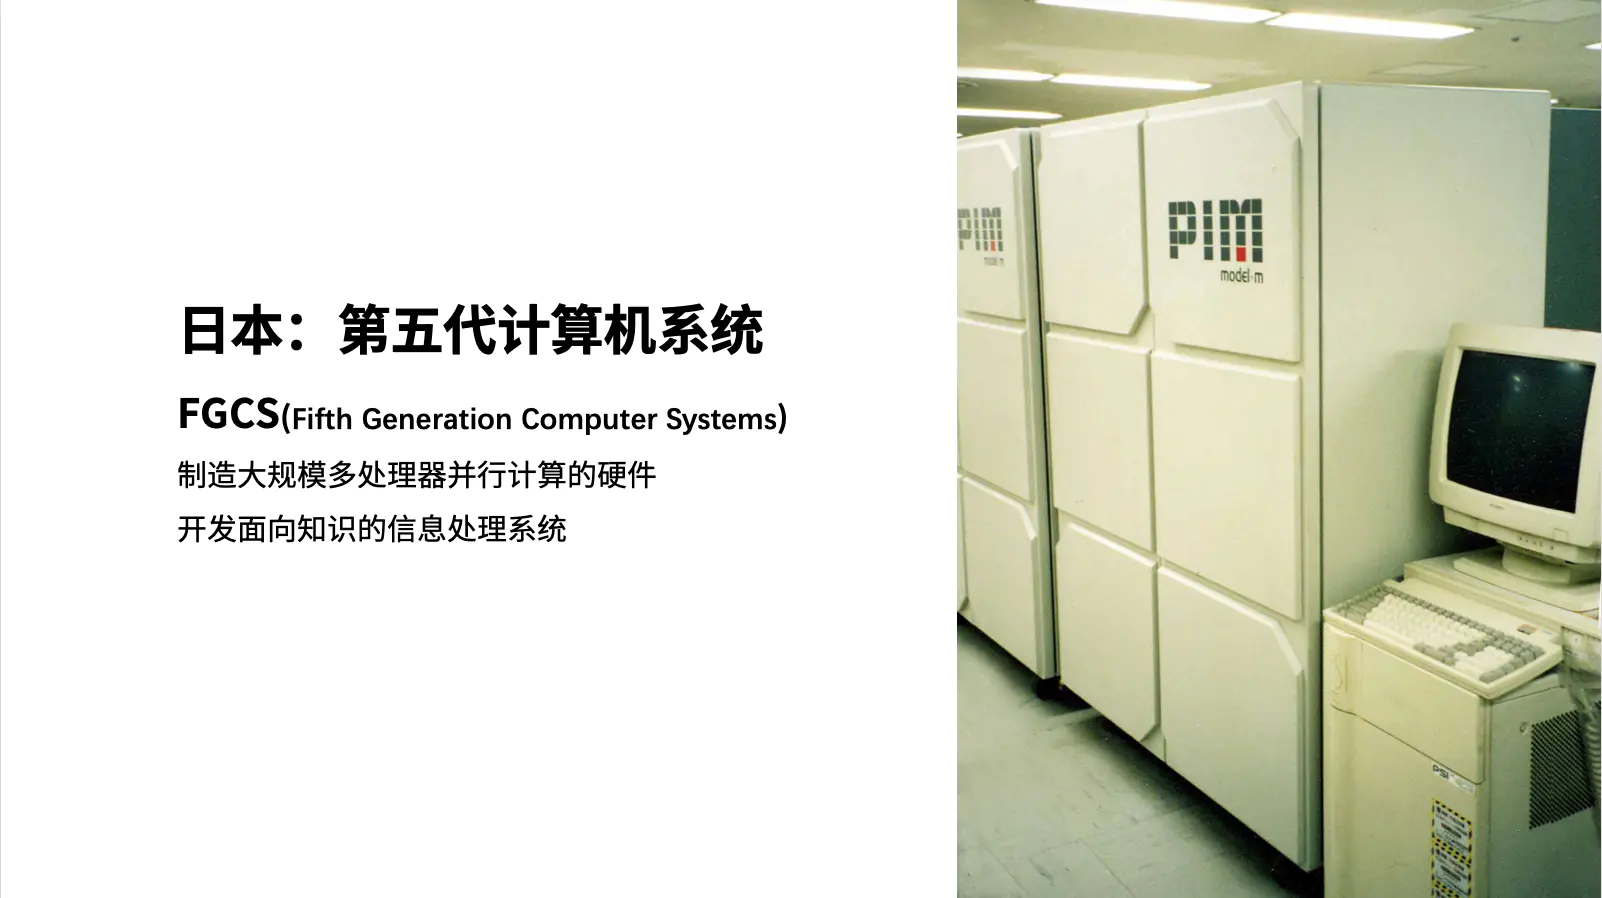 日本：第五代计算机系统
FGCS(Fifth Generation Computer Systems)
制造大规模多处理器并行计算的硬件
开发面向知识的信息处理系统
PIM
model-m
PIM
model-m
PSI